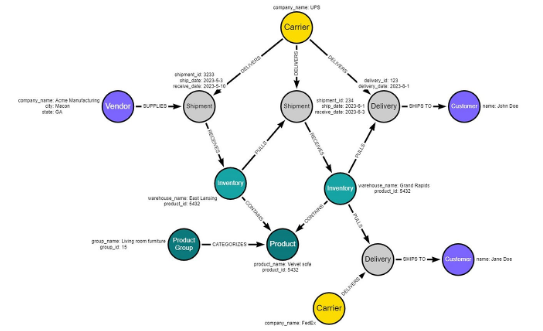 company_name: UPS
Carrier
DELIVERS
DELIVERS
shipment_id: 3233
ship_date: 2023-5-3
receive_date: 2023-5-10
delivery_id: 123
delivery_date: 2023-6-1
company_name: Acme Manufacturing
city: Macon
state: GA
Vendor
SUPPLIES
Shipment
Shipment
shipment_id: 234
ship_date: 2023-6-1
receive_date: 2023-6-3
Delivery
SHIPS TO
Customer
name: John Doe
RECEIVES
PULLS
RECEIVES
PULLS
Inventory
warehouse_name: East Lansing
product_id: 5432
Inventory
warehouse_name: Grand Rapids
product_id: 5432
CONTAINS
CONTAINS
PULLS
group_name: Living room furniture
group_id: 15
Product
Group
CATEGORIZES
Product
product_name: Velvet sofa
product_id: 5432
Delivery
SHIPS TO
Customer
name: Jane Doe
DELIVERS
Carrier
company_name: FedEx